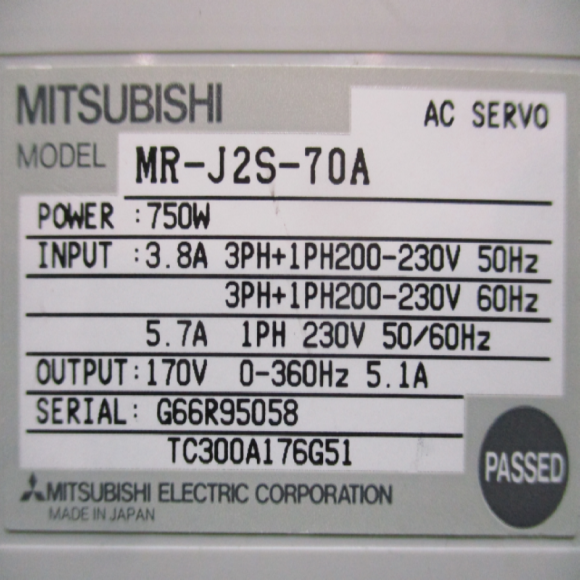 MITSUBISHI
AC SERVO
MODEL MR-J2S-70A
POWER :750W
INPUT :3.8A 3PH+1PH200-230V 50Hz
3PH+1PH200-230V 60Hz
5.7A 1PH 230V 50/60Hz
OUTPUT:170V 0-360Hz 5.1A
SERIAL: G66R95058
TC300A176G51
PASSED
MITSUBISHI ELECTRIC CORPORATION
MADE IN JAPAN